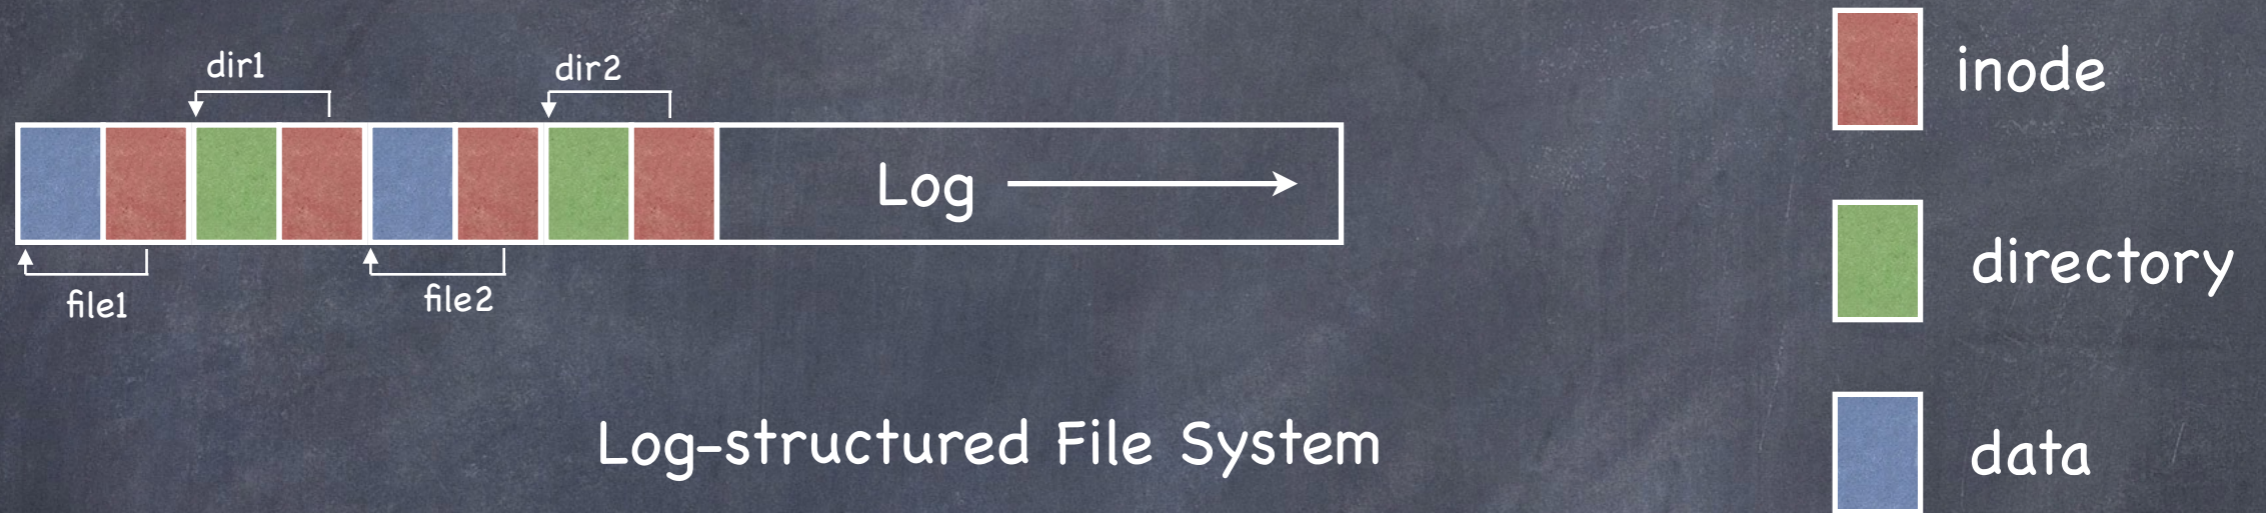 dir1
dir2
Log
file1
file2
Log-structured File System
inode
directory
data